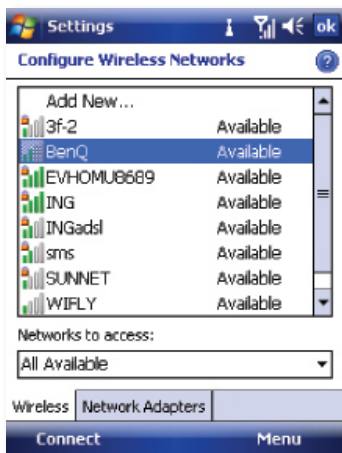 Settings ok
Configure Wireless Networks ?
Add New...
3f-2 Available
BenQ Available
EVHOMU8689 Available
ING Available
INGadsl Available
sms Available
SUNNET Available
WIFLY Available
Networks to access:
All Available
Wireless Network Adapters
Connect Menu